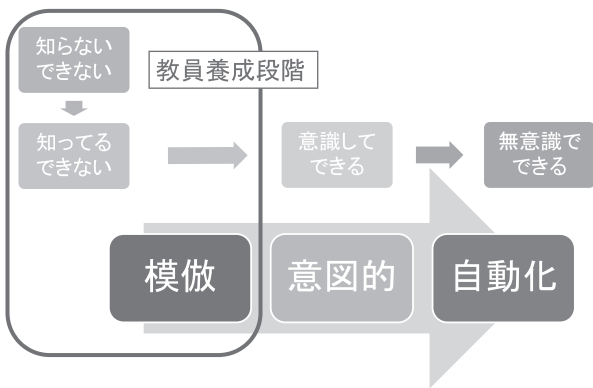 知らない
できない
教員養成段階
知ってる
できない
意識して
できる
無意識で
できる
模倣
意図的
自動化